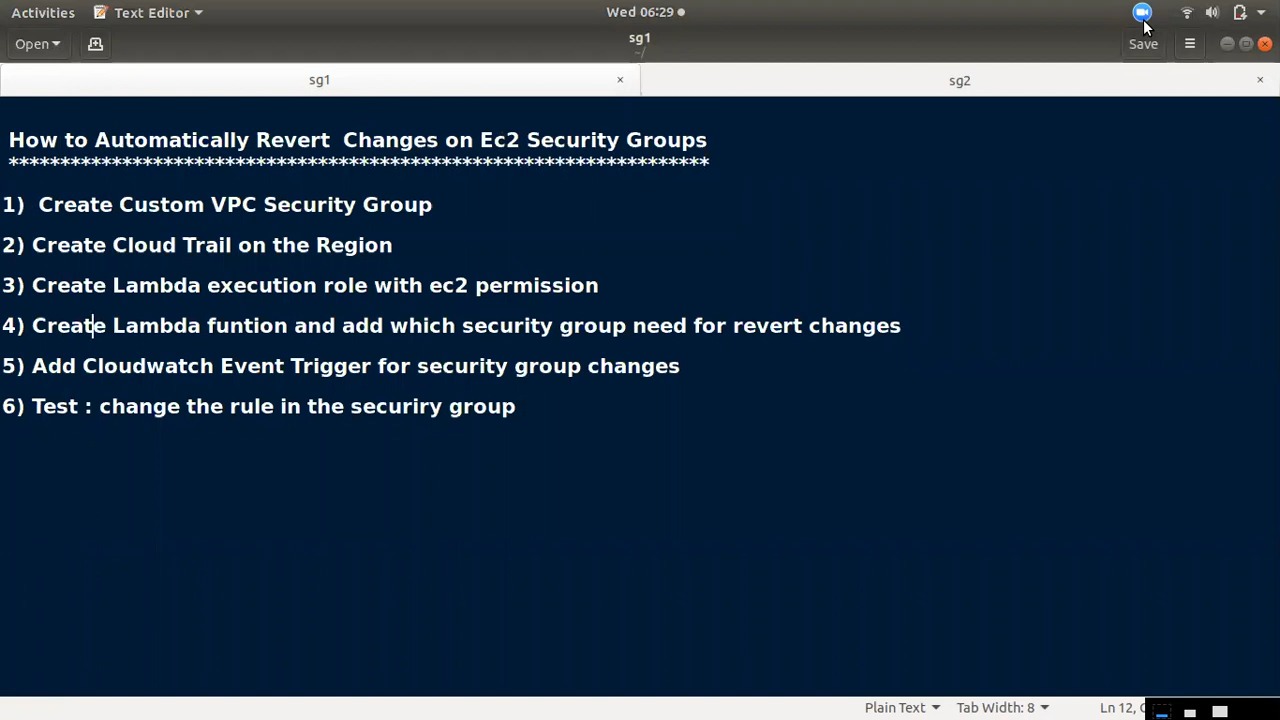 Activities Text Editor Wed 06:29
Open sg1 Save
~/
sg1 × sg2 ×
How to Automatically Revert  Changes on Ec2 Security Groups
********************************************************************
1)  Create Custom VPC Security Group
2) Create Cloud Trail on the Region
3) Create Lambda execution role with ec2 permission
4) Create Lambda funtion and add which security group need for revert changes
5) Add Cloudwatch Event Trigger for security group changes
6) Test : change the rule in the securiry group
Plain Text Tab Width: 8 Ln 12,